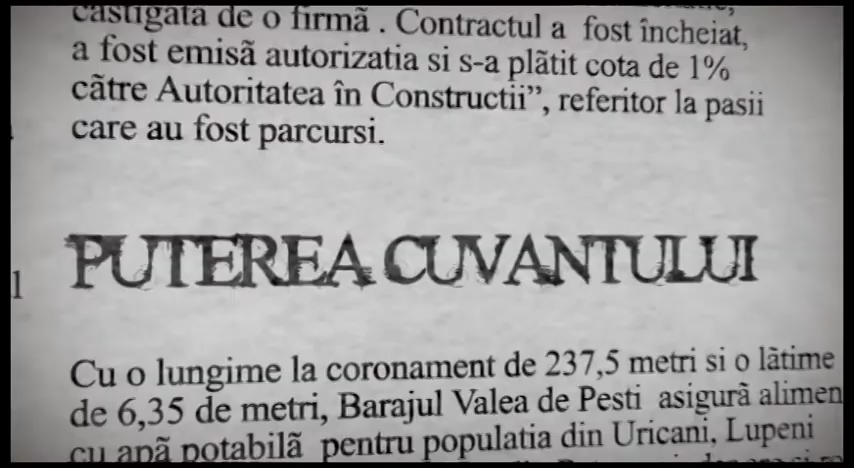 castigata de o firmã . Contractul a fost încheiat,
a fost emisã autorizatia si s-a plãtit cota de 1%
cãtre Autoritatea în Constructii”, referitor la pasii
care au fost parcursi.
PUTEREA CUVANTULUI
l
Cu o lungime la coronament de 237,5 metri si o lãtime
de 6,35 de metri, Barajul Valea de Pesti asigurã alimen
cu apã potabilã pentru populatia din Uricani, Lupeni